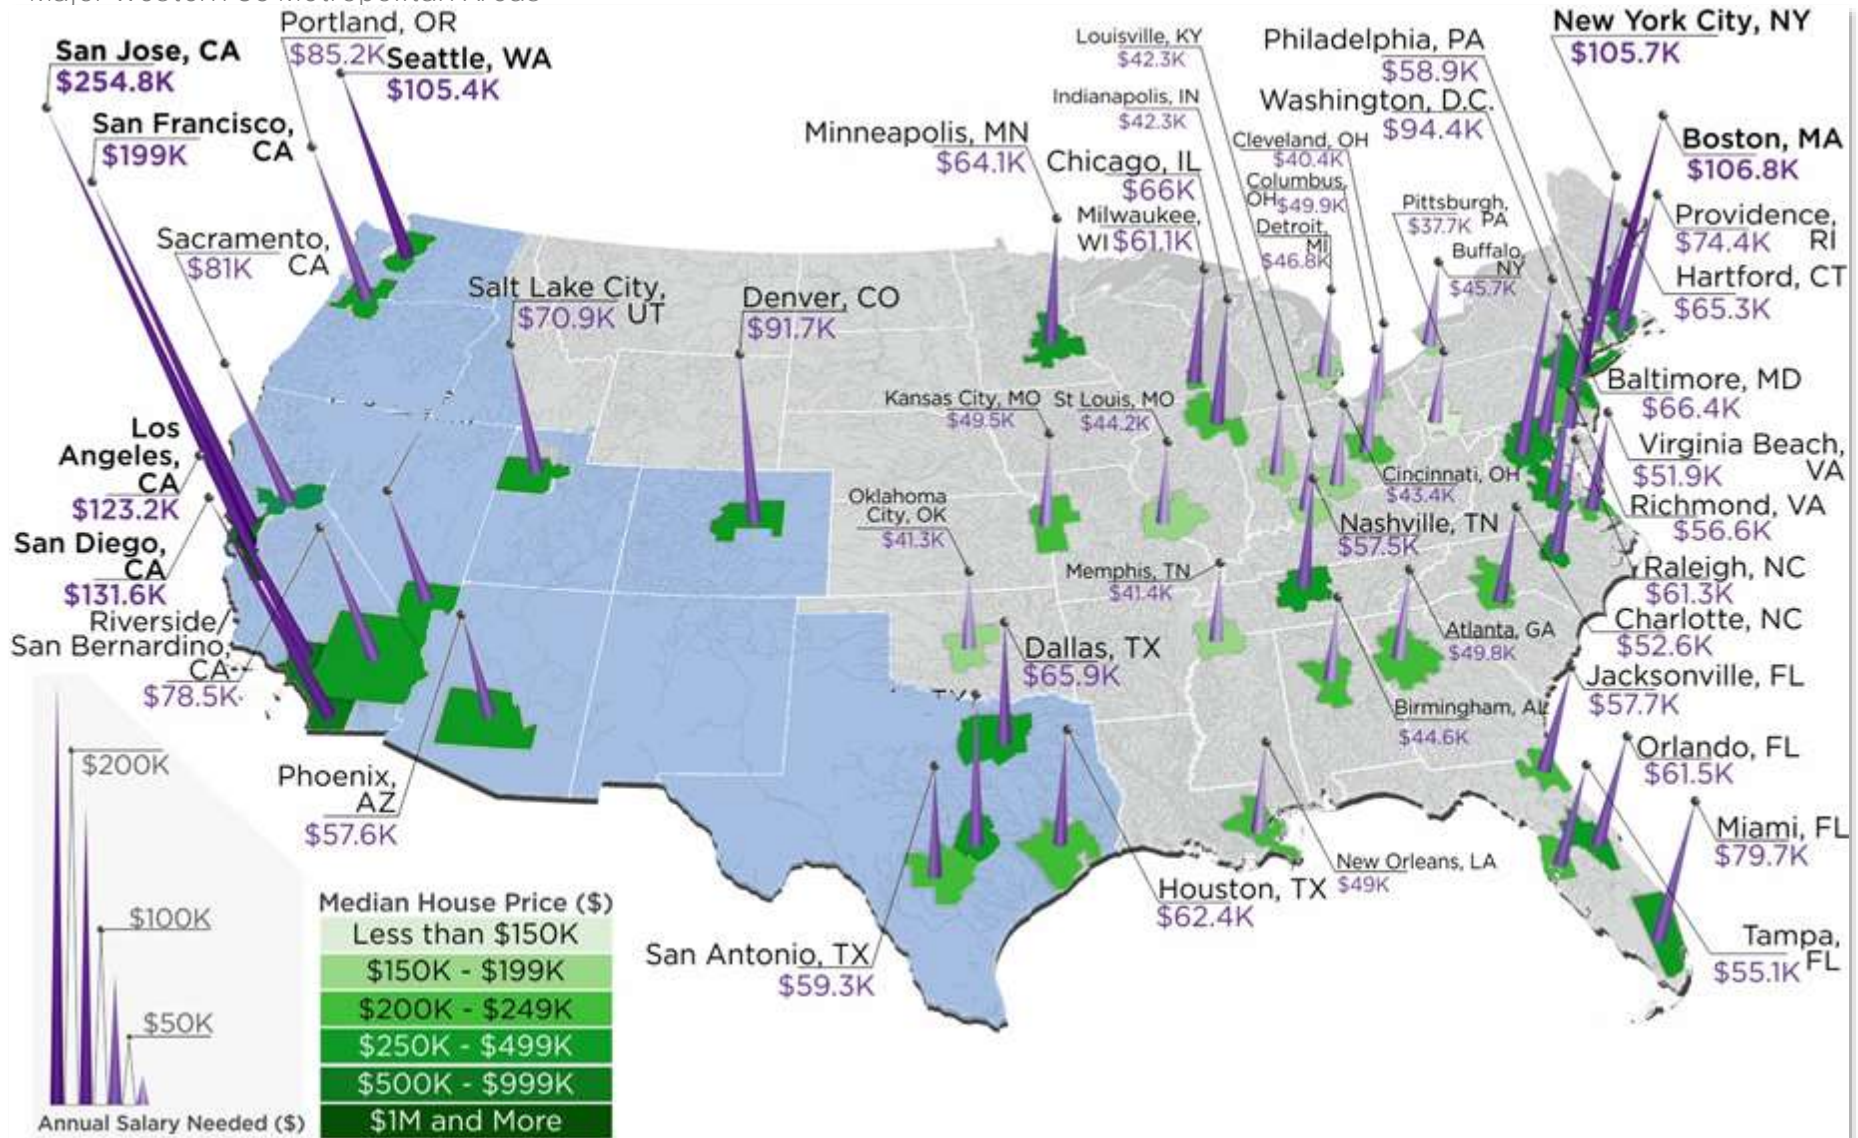 Major Western US Metropolitan Areas
Portland, OR
$85.2K
San Jose, CA
$254.8K
Seattle, WA
$105.4K
San Francisco,
CA
$199K
Sacramento,
CA
$81K
Salt Lake City,
UT
$70.9K
Denver, CO
$91.7K
Minneapolis, MN
$64.1K
Louisville, KY
$42.3K
Indianapolis, IN
$42.3K
Chicago, IL
$66K
Milwaukee,
WI $61.1K
Philadelphia, PA
$58.9K
Washington, D.C.
$94.4K
Cleveland, OH
$40.4K
Columbus,
OH $49.9K
Detroit,
MI
$46.8K
Pittsburgh,
PA
$37.7K
Buffalo,
NY
$45.7K
New York City, NY
$105.7K
Boston, MA
$106.8K
Providence,
RI
$74.4K
Hartford, CT
$65.3K
Baltimore, MD
$66.4K
Virginia Beach,
VA
$51.9K
Richmond, VA
$56.6K
Raleigh, NC
$61.3K
Charlotte, NC
$52.6K
Jacksonville, FL
$57.7K
Orlando, FL
$61.5K
Miami, FL
$79.7K
Tampa,
FL
$55.1K
Kansas City, MO
$49.5K
St Louis, MO
$44.2K
Oklahoma
City, OK
$41.3K
Cincinnati, OH
$43.4K
Nashville, TN
$57.5K
Memphis, TN
$41.4K
Atlanta, GA
$49.8K
Birmingham, AL
$44.6K
Dallas, TX
$65.9K
TX
New Orleans, LA
$49K
Houston, TX
$62.4K
San Antonio, TX
$59.3K
Los
Angeles,
CA
$123.2K
San Diego,
CA
$131.6K
Riverside/
San Bernardino,
CA
$78.5K
Phoenix,
AZ
$57.6K
$200K
$100K
$50K
Annual Salary Needed ($)
Median House Price ($)
Less than $150K
$150K - $199K
$200K - $249K
$250K - $499K
$500K - $999K
$1M and More